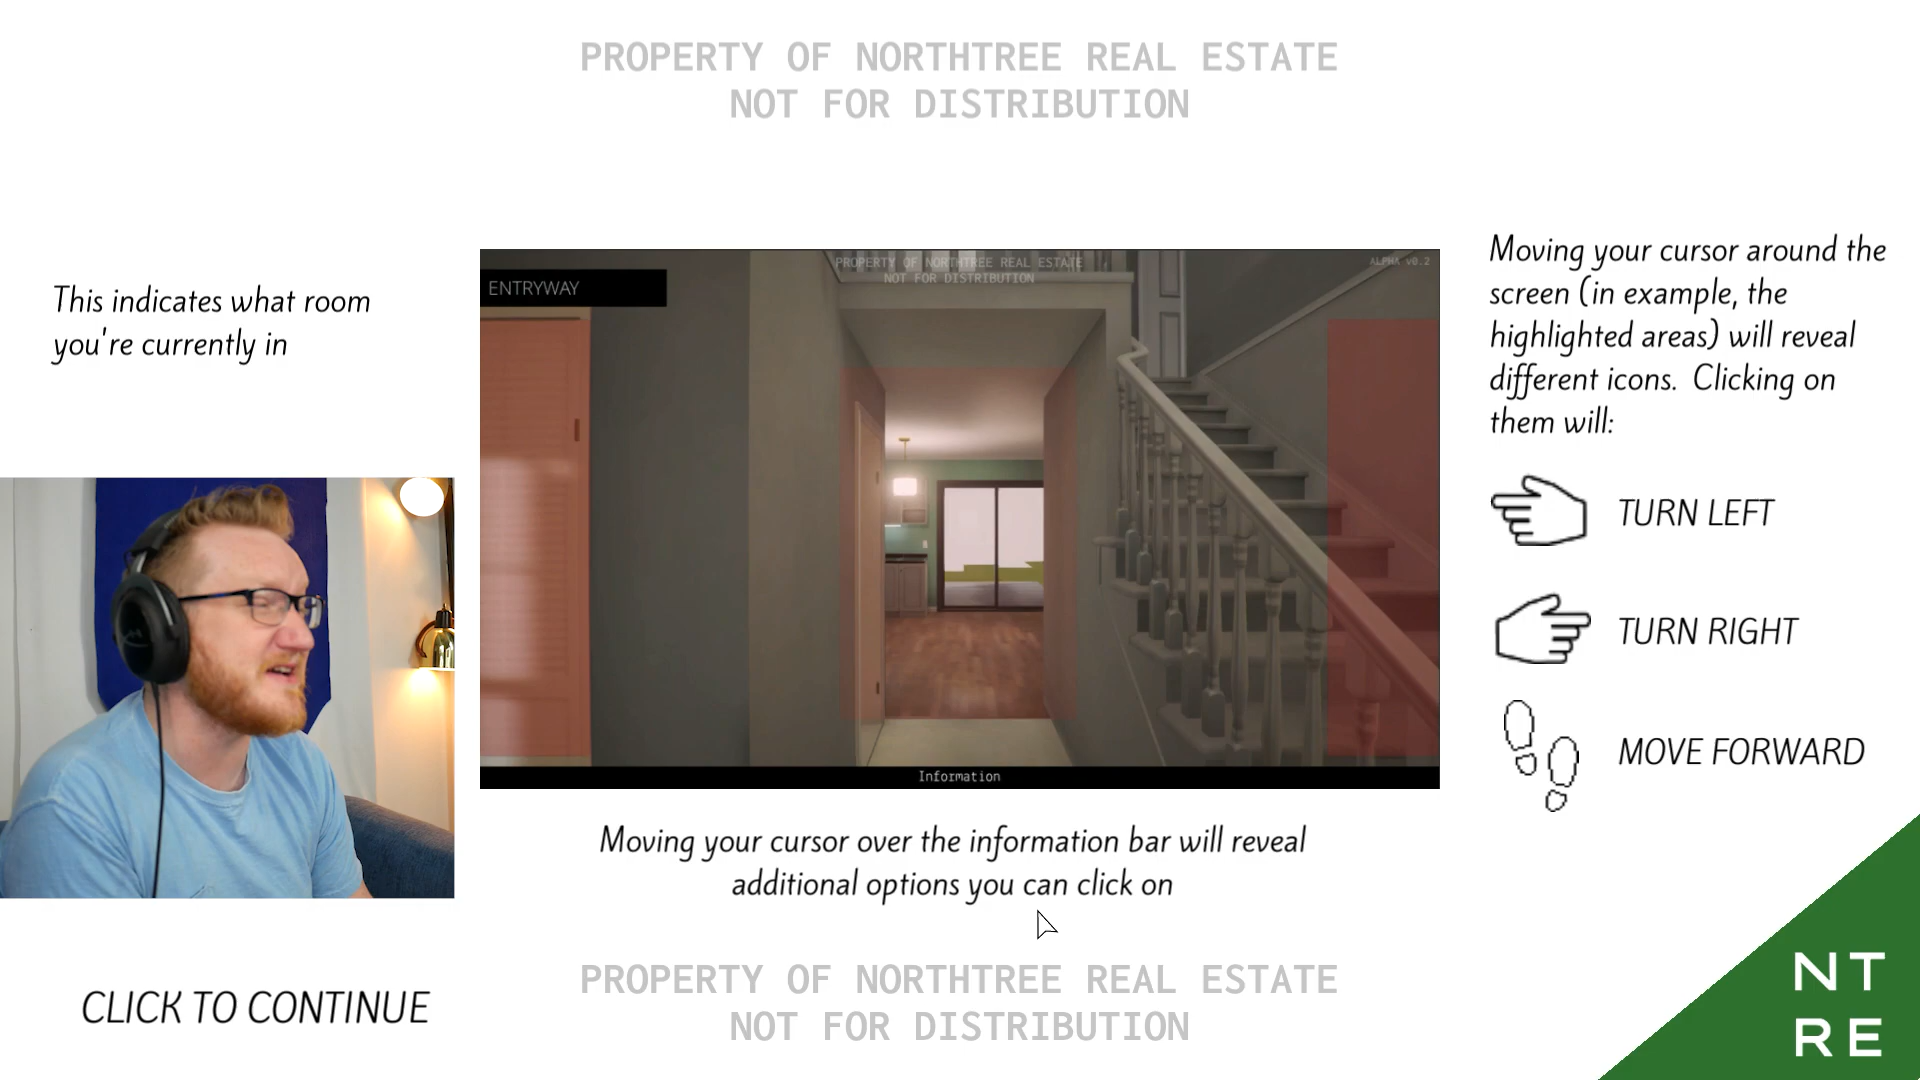 PROPERTY OF NORTHTREE REAL ESTATE
NOT FOR DISTRIBUTION
This indicates what room
you're currently in
PROPERTY OF NORTHTREE REAL ESTATE
NOT FOR DISTRIBUTION
ALPHA v0.2
ENTRYWAY
Information
Moving your cursor around the
screen (in example, the
highlighted areas) will reveal
different icons. Clicking on
them will:
TURN LEFT
TURN RIGHT
MOVE FORWARD
Moving your cursor over the information bar will reveal
additional options you can click on
CLICK TO CONTINUE
PROPERTY OF NORTHTREE REAL ESTATE
NOT FOR DISTRIBUTION
NT
RE